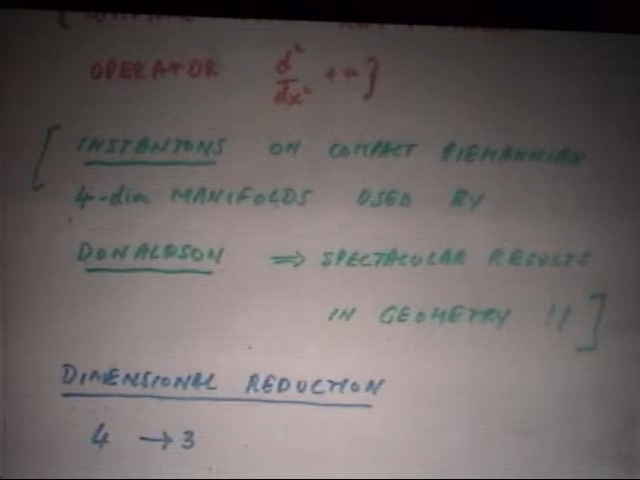 OPERATOR d²/dx² + u }
[ INSTANTONS ON COMPACT RIEMANNIAN
4-dim MANIFOLDS USED BY
DONALDSON ⇒ SPECTACULAR RESULTS
IN GEOMETRY !! ]
DIMENSIONAL REDUCTION
4 → 3